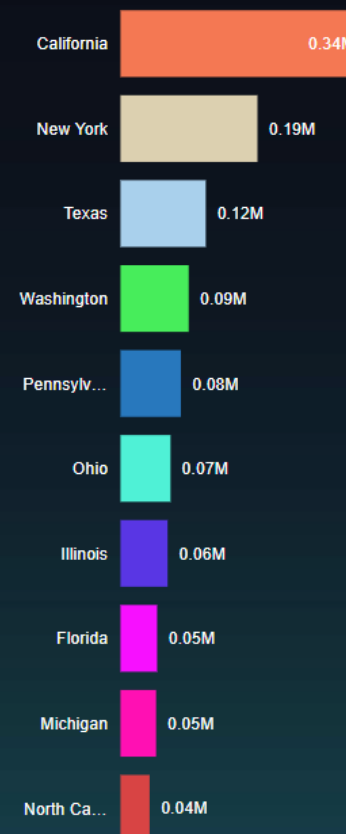 California 0.34M
New York 0.19M
Texas 0.12M
Washington 0.09M
Pennsylv... 0.08M
Ohio 0.07M
Illinois 0.06M
Florida 0.05M
Michigan 0.05M
North Ca... 0.04M